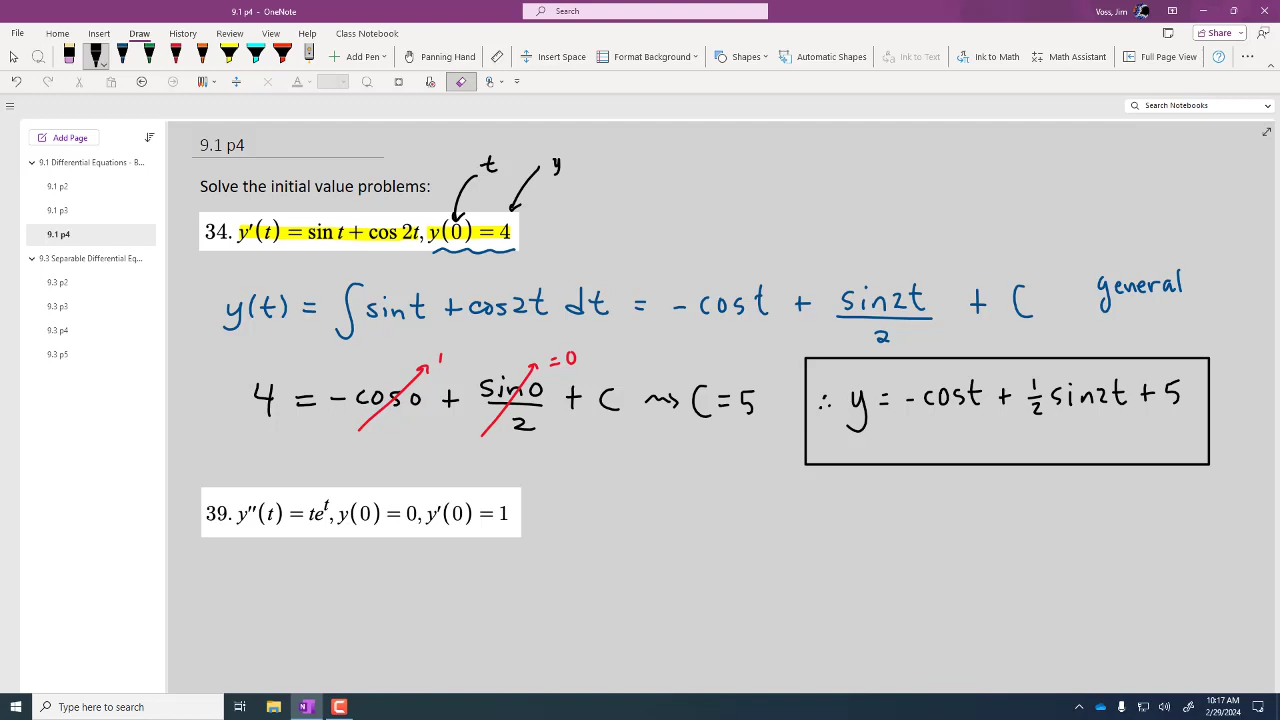 9.1 p4 - OneNote
Search
Voss, Jim
File Home Insert Draw History Review View Help Class Notebook
Share
Add Pen Panning Hand Insert Space Format Background Shapes Automatic Shapes Ink to Text Ink to Math Math Assistant Full Page View
Search Notebooks
Add Page
9.1 Differential Equations - B...
9.1 p2
9.1 p3
9.1 p4
9.3 Separable Differential Eq...
9.3 p2
9.3 p3
9.3 p4
9.3 p5
9.1 p4
t y
Solve the initial value problems:
34. y′(t) = sin t + cos 2t, y(0) = 4
y(t) = ∫ sint + cos2t dt = - cost + sin2t/2 + C general
1 = 0
4 = - cos0 + sin0/2 + C ⇝ C = 5
∴ y = - cost + 1/2 sin2t + 5
39. y″(t) = te^t, y(0) = 0, y′(0) = 1
Type here to search
10:17 AM
2/29/2024